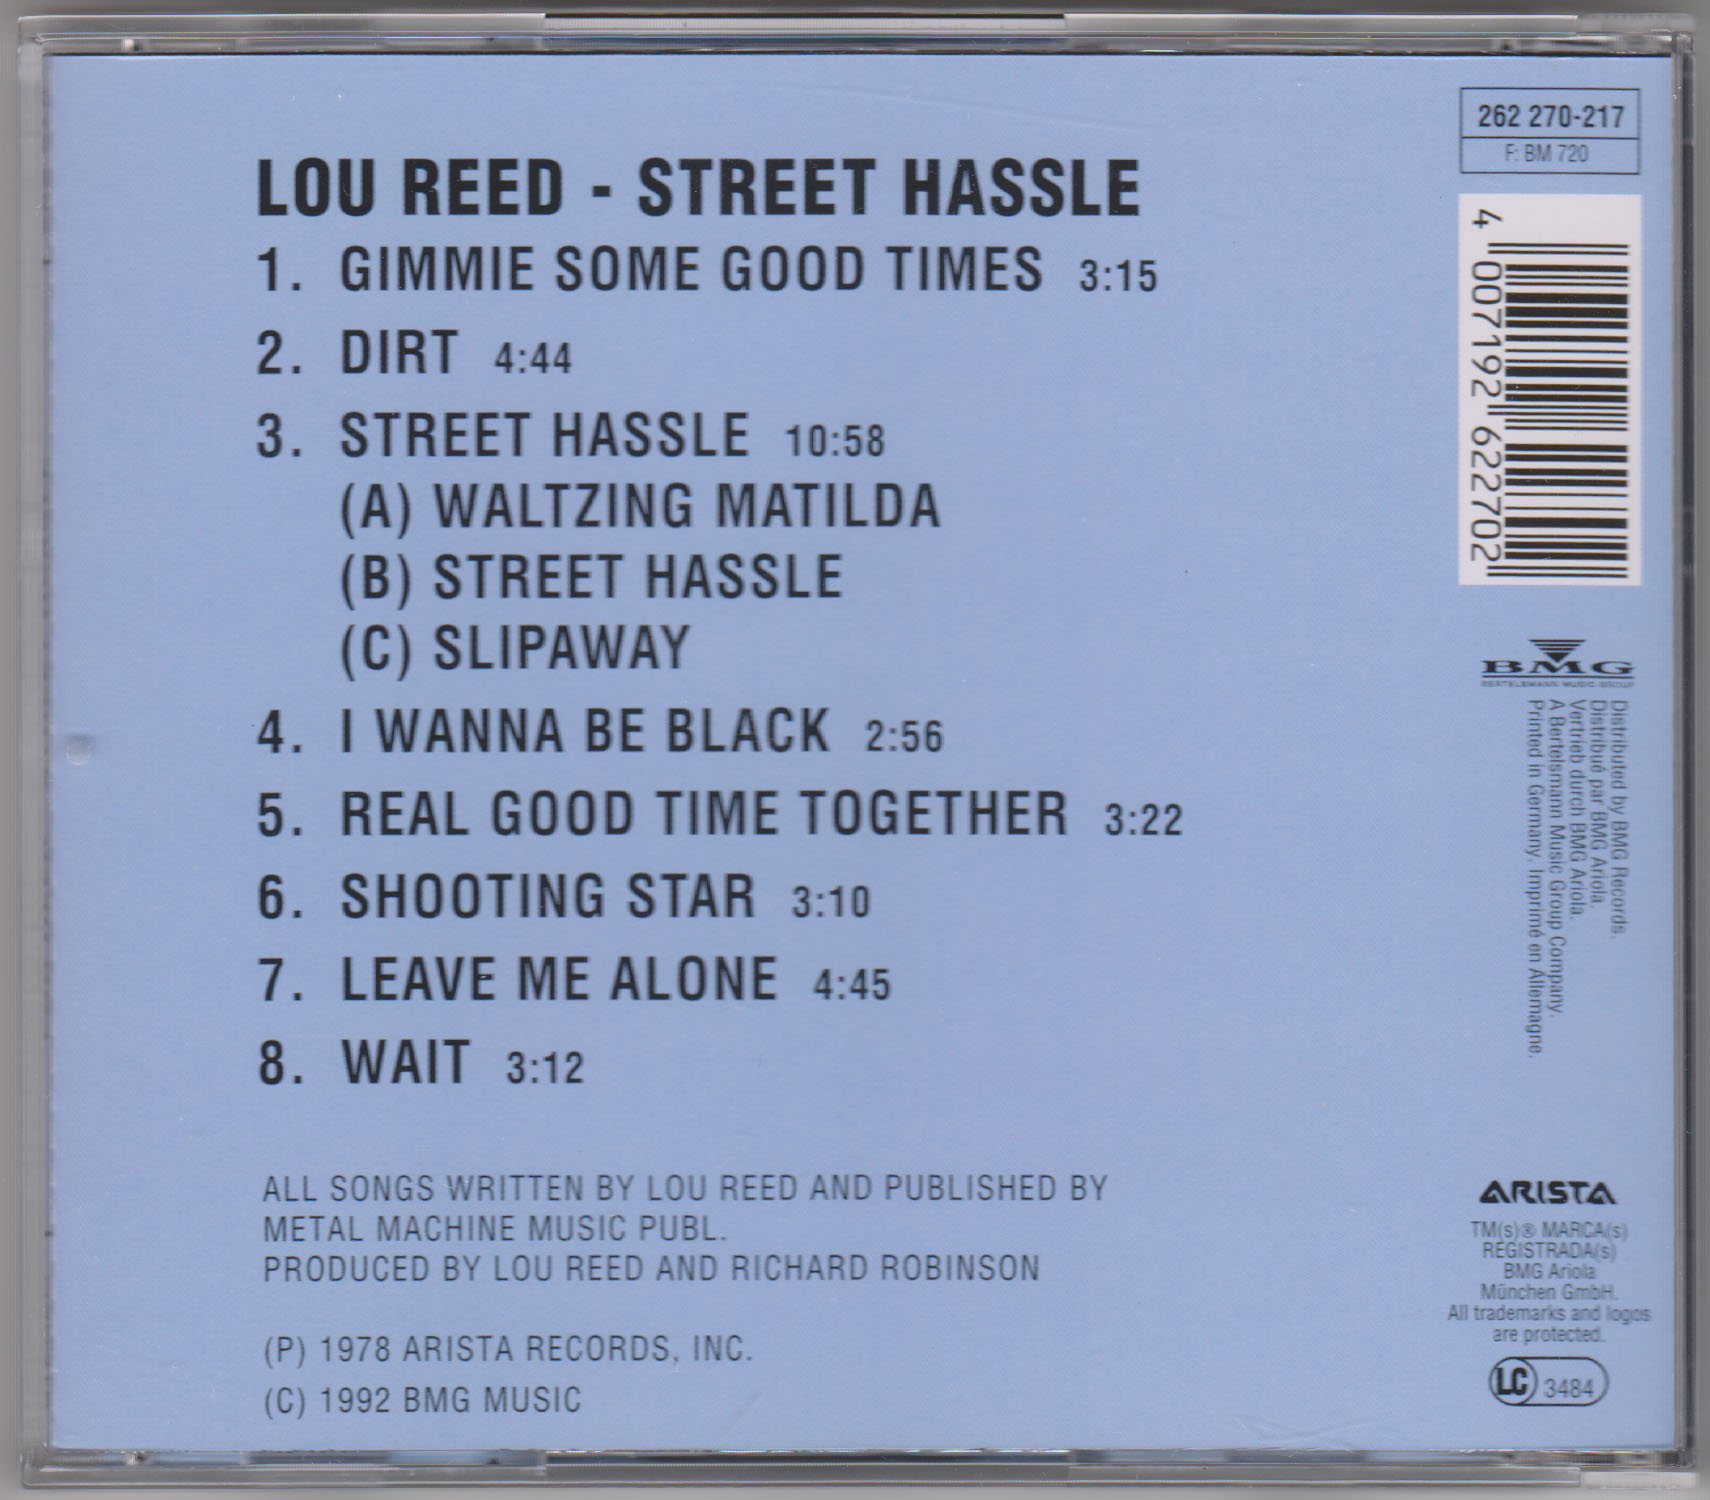 LOU REED - STREET HASSLE
1. GIMMIE SOME GOOD TIMES 3:15
2. DIRT 4:44
3. STREET HASSLE 10:58
(A) WALTZING MATILDA
(B) STREET HASSLE
(C) SLIPAWAY
4. I WANNA BE BLACK 2:56
5. REAL GOOD TIME TOGETHER 3:22
6. SHOOTING STAR 3:10
7. LEAVE ME ALONE 4:45
8. WAIT 3:12
ALL SONGS WRITTEN BY LOU REED AND PUBLISHED BY
METAL MACHINE MUSIC PUBL.
PRODUCED BY LOU REED AND RICHARD ROBINSON
(P) 1978 ARISTA RECORDS, INC.
(C) 1992 BMG MUSIC
262 270-217
F: BM 720
4 007192 622702
BMG
BERTELSMANN MUSIC GROUP
Distributed by BMG Records.
Distribué par BMG Ariola.
Vertrieb durch BMG Ariola.
A Bertelsmann Music Group Company.
Printed in Germany. Imprimé en Allemagne.
ARISTA
TM(s)® MARCA(s)
REGISTRADA(s)
BMG Ariola
München GmbH.
All trademarks and logos
are protected.
LC 3484